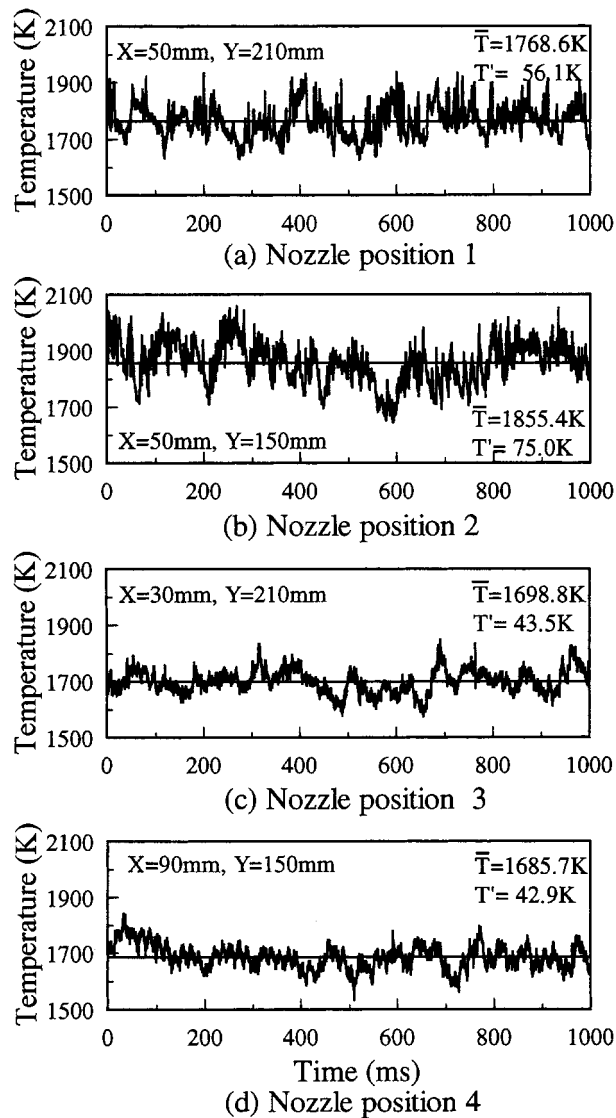 2100
1900
1700
1500
Temperature (K)
X=50mm, Y=210mm
T̅=1768.6K
T'= 56.1K
0 200 400 600 800 1000
(a) Nozzle position 1
2100
1900
1700
1500
Temperature (K)
X=50mm, Y=150mm
T̅=1855.4K
T'= 75.0K
0 200 400 600 800 1000
(b) Nozzle position 2
2100
1900
1700
1500
Temperature (K)
X=30mm, Y=210mm
T̅=1698.8K
T'= 43.5K
0 200 400 600 800 1000
(c) Nozzle position 3
2100
1900
1700
1500
Temperature (K)
X=90mm, Y=150mm
T̅=1685.7K
T'= 42.9K
0 200 400 600 800 1000
Time (ms)
(d) Nozzle position 4